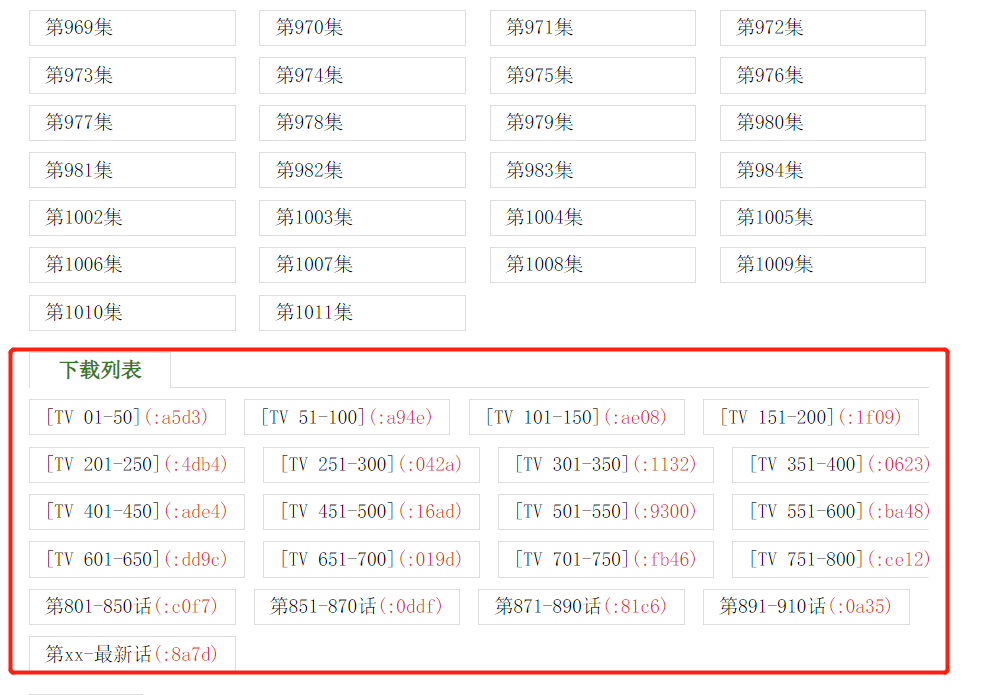 第969集 第970集 第971集 第972集
第973集 第974集 第975集 第976集
第977集 第978集 第979集 第980集
第981集 第982集 第983集 第984集
第1002集 第1003集 第1004集 第1005集
第1006集 第1007集 第1008集 第1009集
第1010集 第1011集
下载列表
[TV 01-50](:a5d3) [TV 51-100](:a94e) [TV 101-150](:ae08) [TV 151-200](:1f09)
[TV 201-250](:4db4) [TV 251-300](:042a) [TV 301-350](:1132) [TV 351-400](:0623)
[TV 401-450](:ade4) [TV 451-500](:16ad) [TV 501-550](:9300) [TV 551-600](:ba48)
[TV 601-650](:dd9c) [TV 651-700](:019d) [TV 701-750](:fb46) [TV 751-800](:ce12)
第801-850话(:c0f7) 第851-870话(:0ddf) 第871-890话(:81c6) 第891-910话(:0a35)
第xx-最新话(:8a7d)